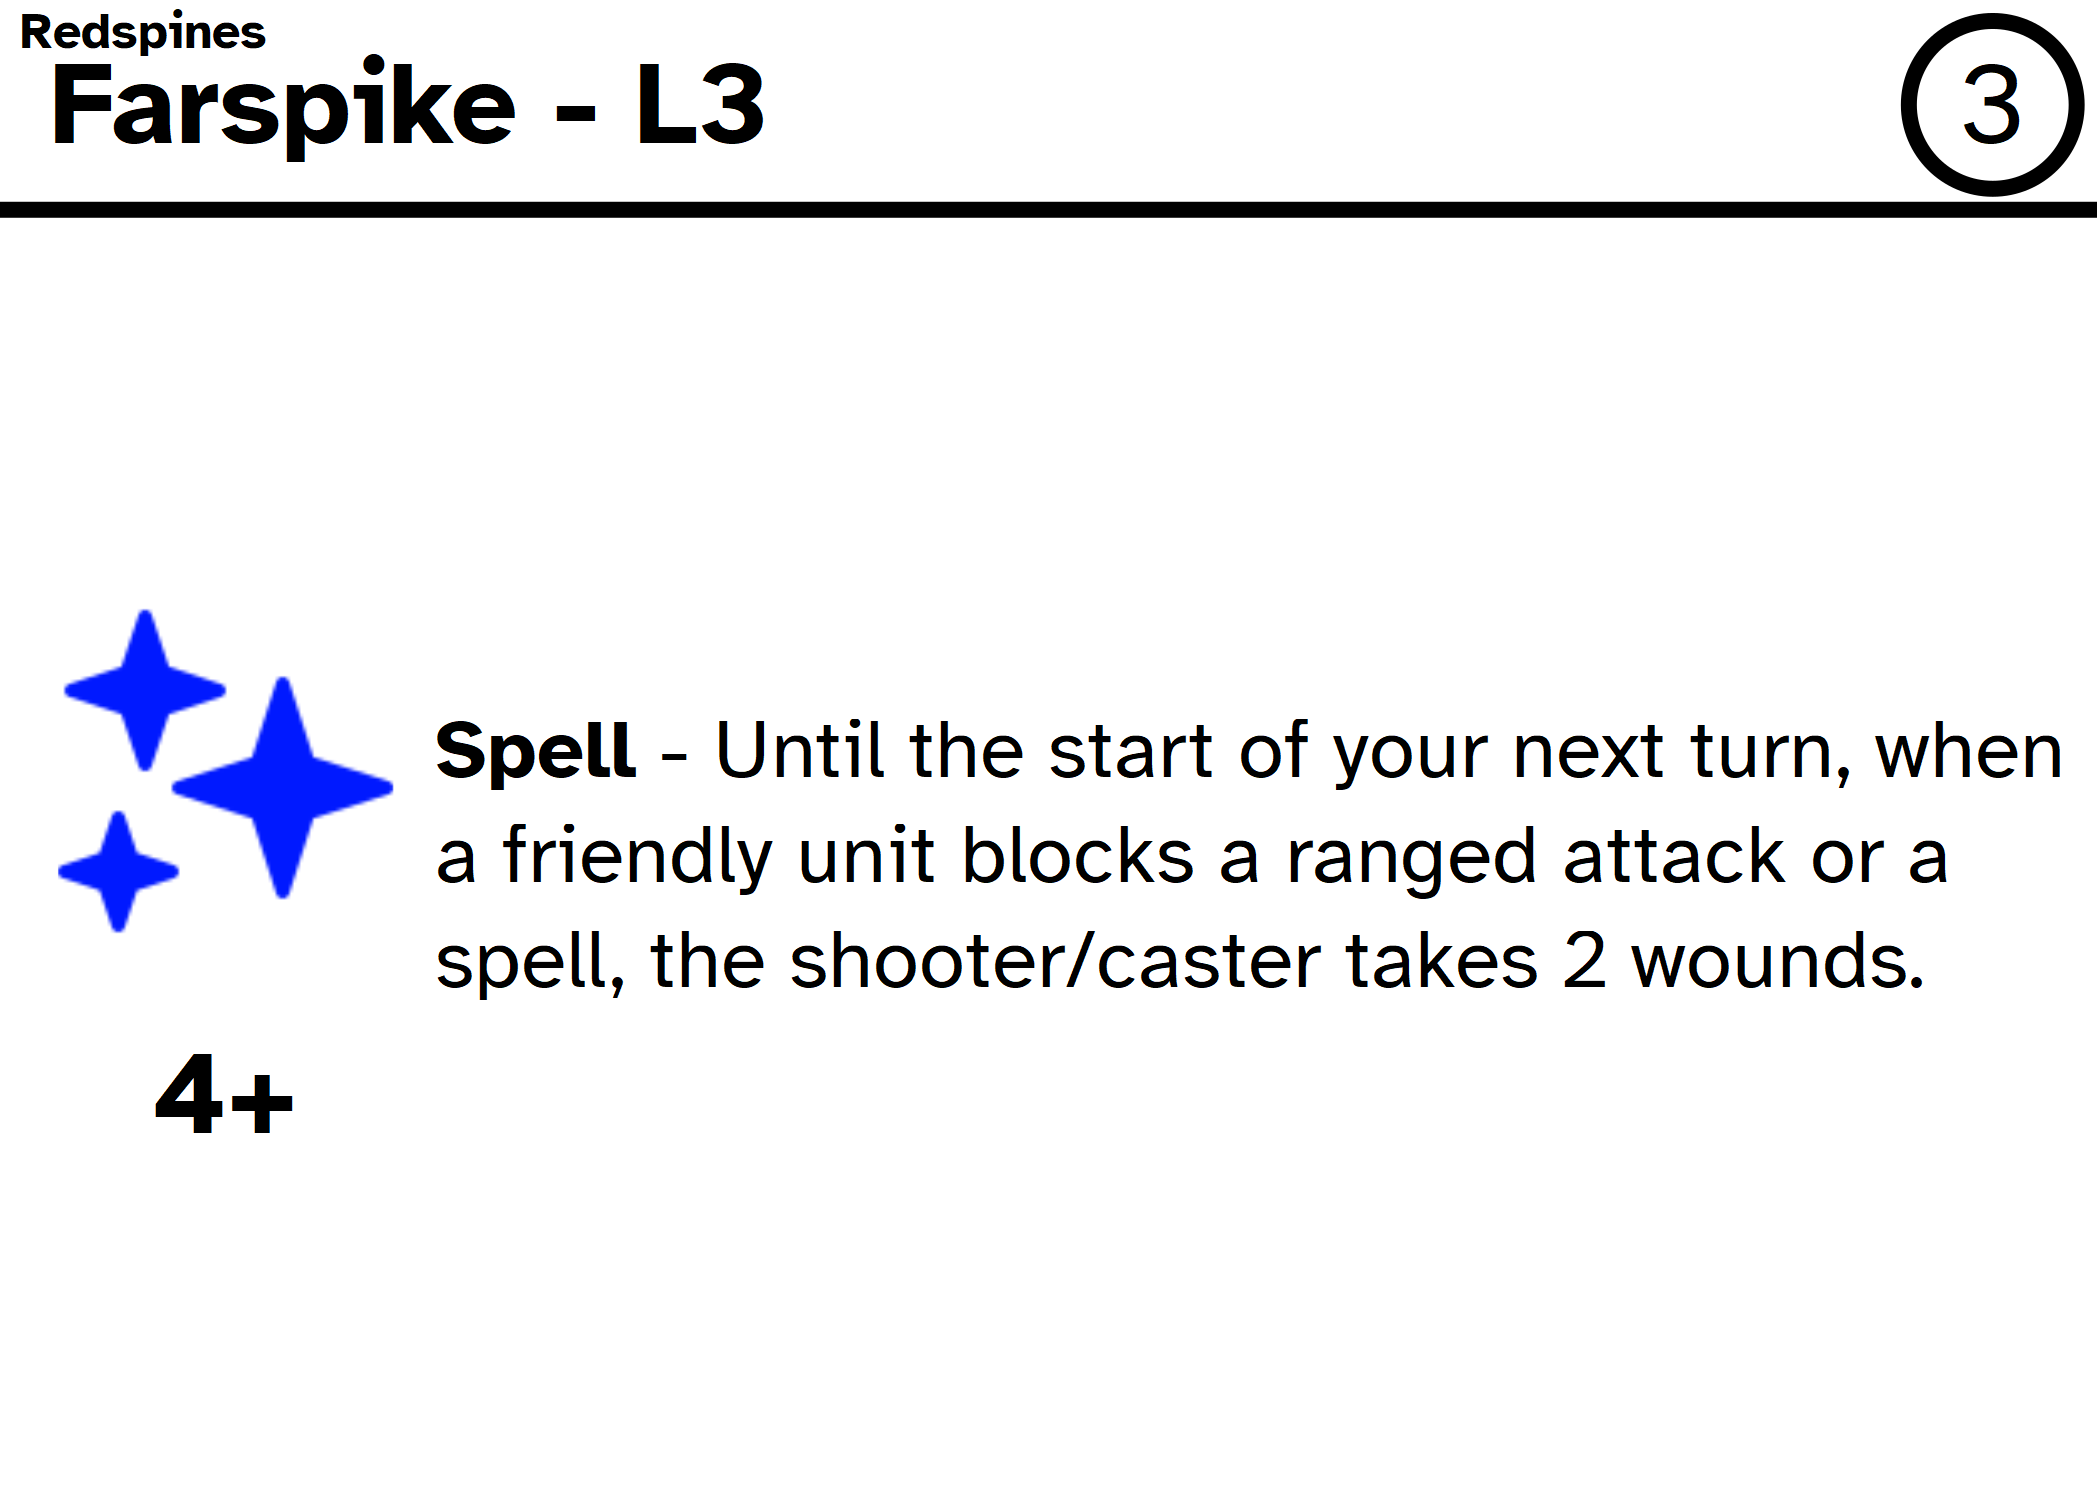 Redspines
Farspike - L3
3
Spell - Until the start of your next turn, when
a friendly unit blocks a ranged attack or a
spell, the shooter/caster takes 2 wounds.
4+